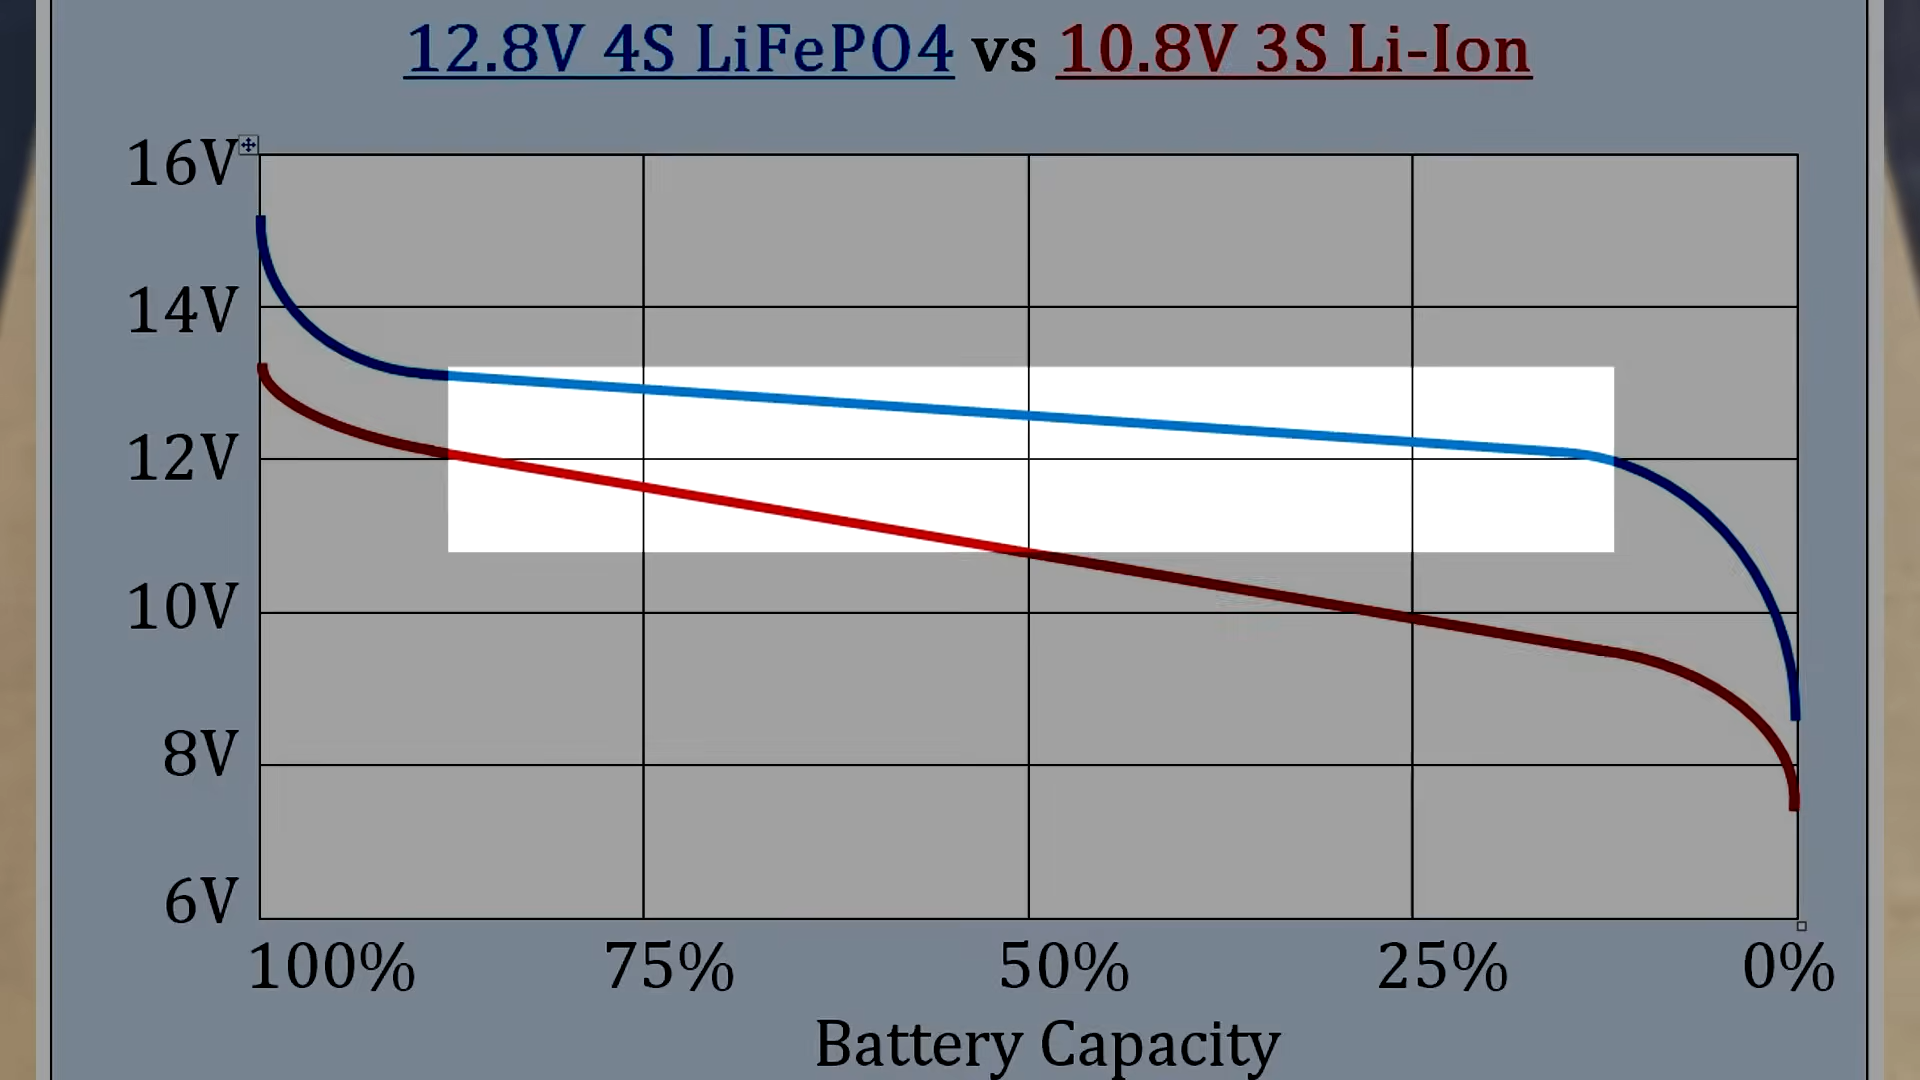 12.8V 4S LiFePO4 vs 10.8V 3S Li-Ion
16V
14V
12V
10V
8V
6V
100% 75% 50% 25% 0%
Battery Capacity